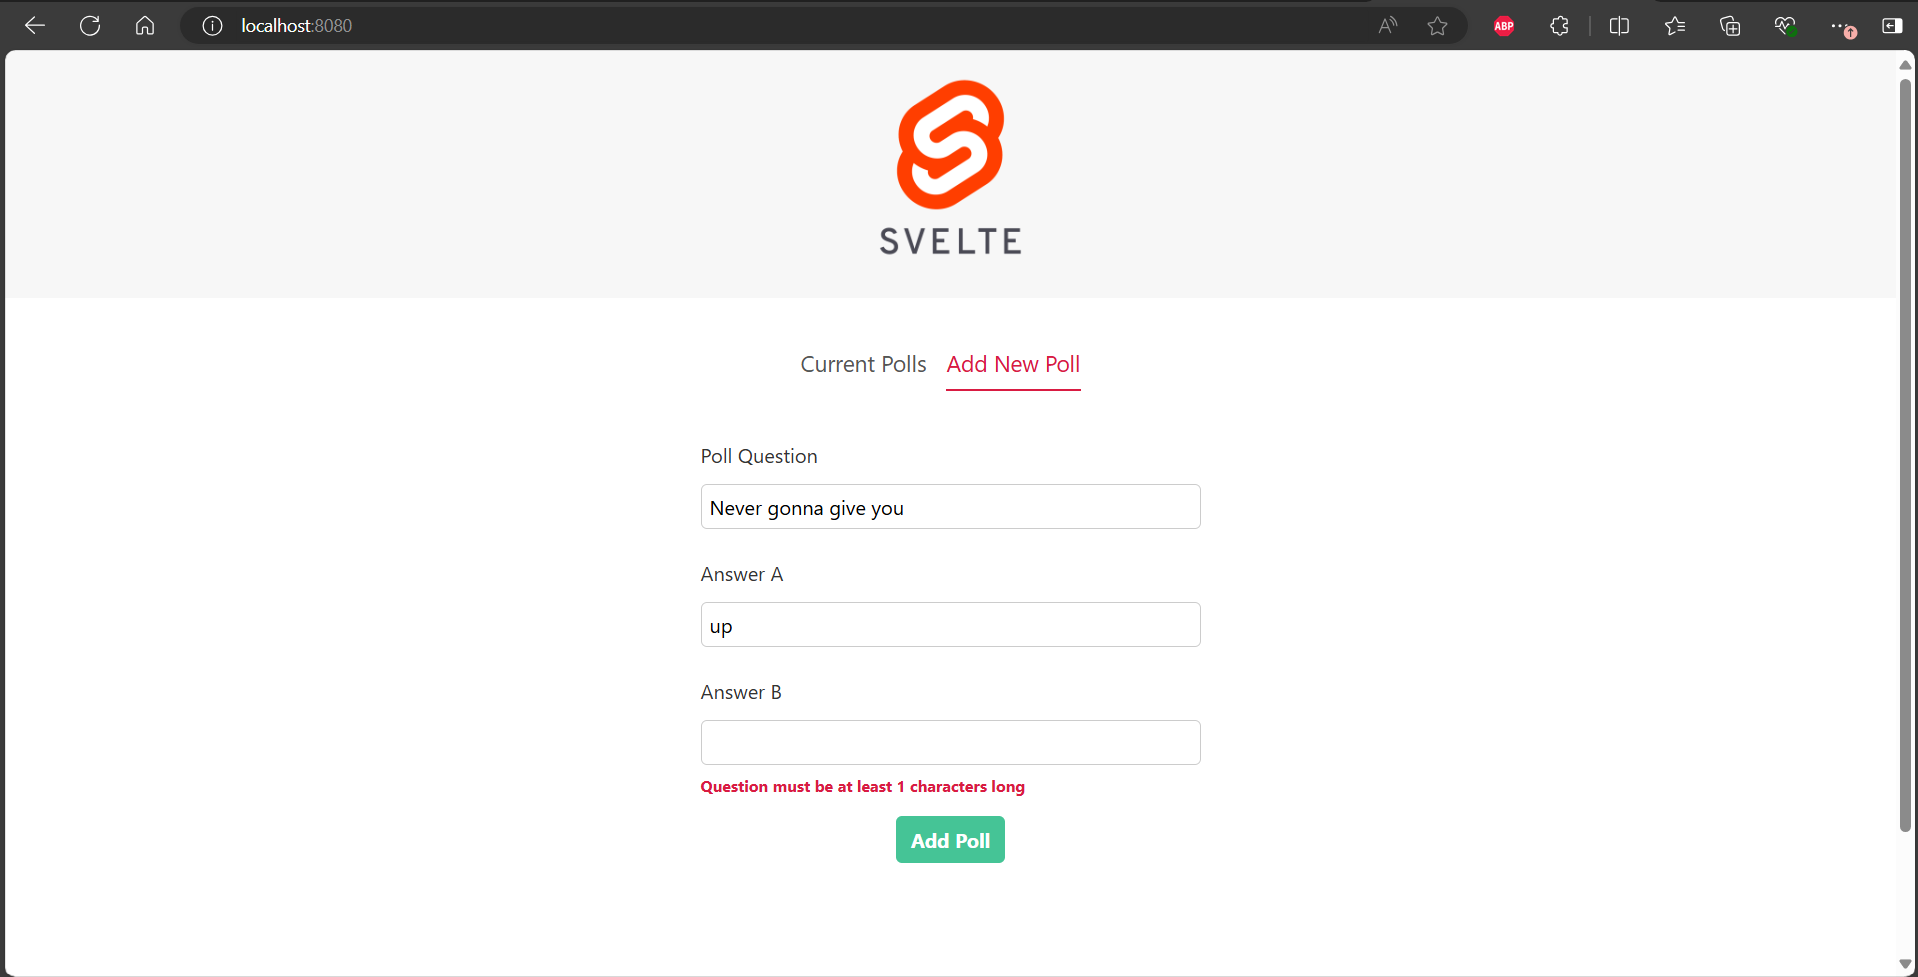 localhost:8080
A
ABP
SVELTE
Current Polls Add New Poll
Poll Question
Never gonna give you
Answer A
up
Answer B
Question must be at least 1 characters long
Add Poll